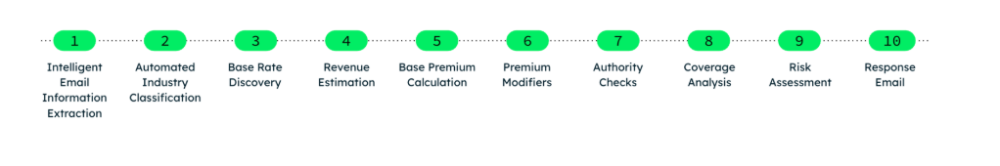 1
Intelligent
Email
Information
Extraction
2
Automated
Industry
Classification
3
Base Rate
Discovery
4
Revenue
Estimation
5
Base Premium
Calculation
6
Premium
Modifiers
7
Authority
Checks
8
Coverage
Analysis
9
Risk
Assessment
10
Response
Email